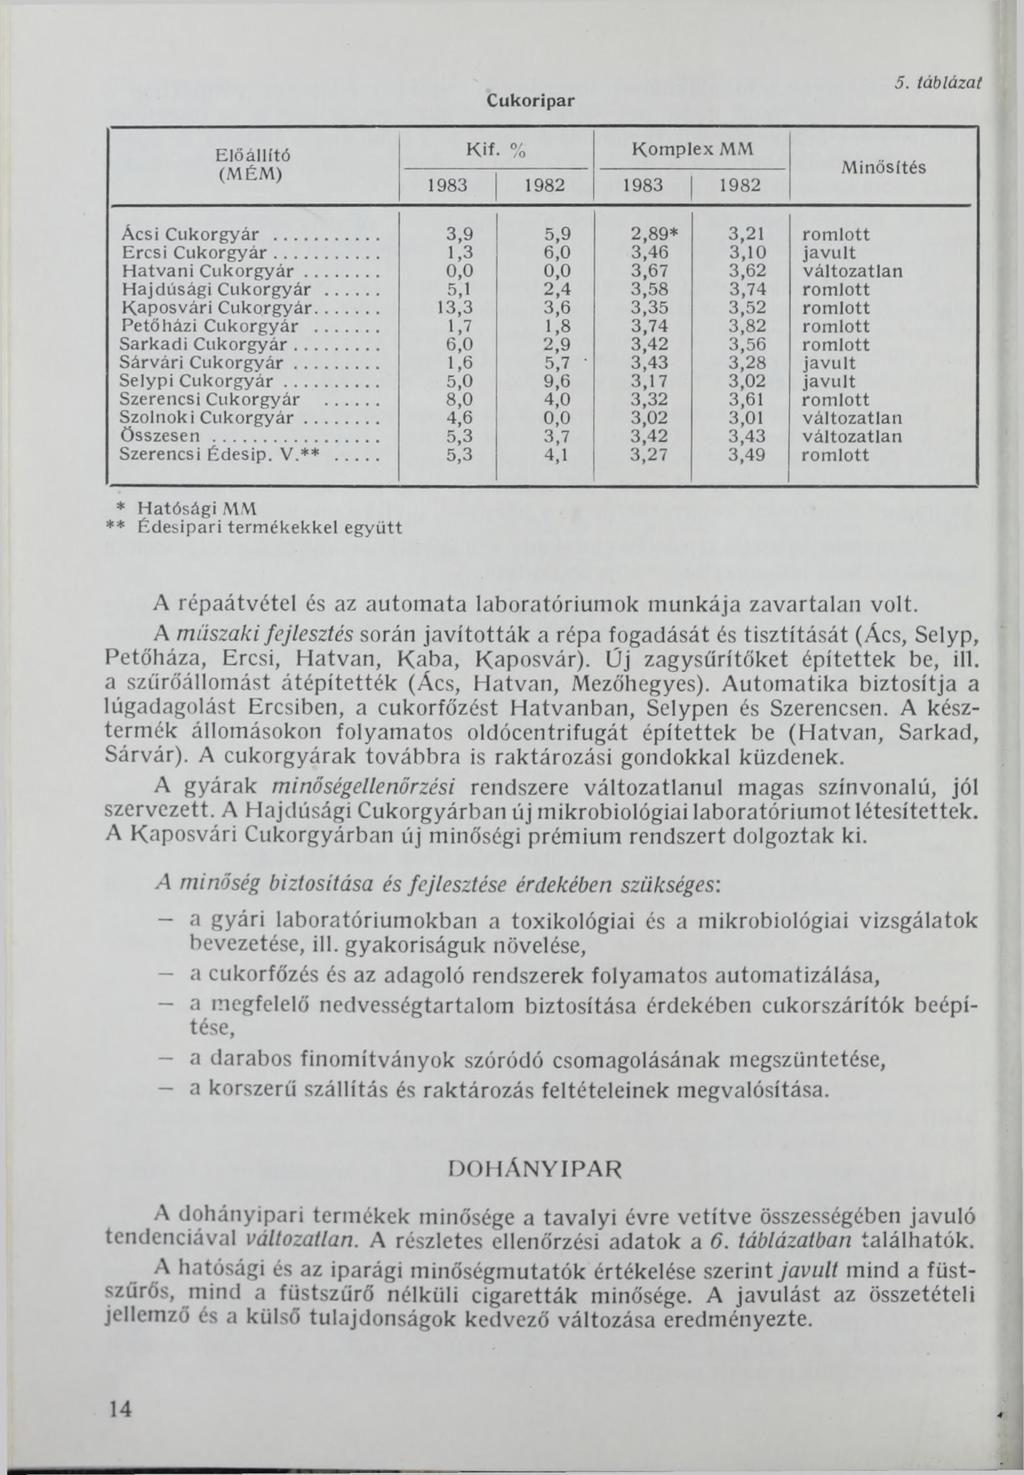 5. táblázat
Cukoripar
Előállító (MÉM) Kif. % Komplex MM Minősítés
1983 1982 1983 1982
Ácsi Cukorgyár ........... 3,9 5,9 2,89* 3,21 romlott
Ercsi Cukorgyár........... 1,3 6,0 3,46 3,10 javult
Hatvani Cukorgyár........ 0,0 0,0 3,67 3,62 változatlan
Hajdúsági Cukorgyár ...... 5,1 2,4 3,58 3,74 romlott
Kaposvári Cukorgyár....... 13,3 3,6 3,35 3,52 romlott
Petőházi Cukorgyár ....... 1,7 1,8 3,74 3,82 romlott
Sarkadi Cukorgyár......... 6,0 2,9 3,42 3,56 romlott
Sárvári Cukorgyár......... 1,6 5,7 3,43 3,28 javult
Selypi Cukorgyár.......... 5,0 9,6 3,17 3,02 javult
Szerencsi Cukorgyár ...... 8,0 4,0 3,32 3,61 romlott
Szolnoki Cukorgyár........ 4,6 0,0 3,02 3,01 változatlan
Összesen ................. 5,3 3,7 3,42 3,43 változatlan
Szerencsi Édesip. V.** ..... 5,3 4,1 3,27 3,49 romlott
* Hatósági MM
** Édesipari termékekkel együtt
A répaátvétel és az automata laboratóriumok munkája zavartalan volt.
A műszaki fejlesztés során javították a répa fogadását és tisztítását (Ács, Selyp,
Petőháza, Ercsi, Hatvan, Kaba, Kaposvár). Új zagysűrítőket építettek be, ill.
a szűrőállomást átépítették (Ács, Hatvan, Mezőhegyes). Automatika biztosítja a
lúgadagolást Ercsiben, a cukorfőzést Hatvanban, Selypen és Szerencsen. A kész-
termék állomásokon folyamatos oldócentrifugát építettek be (Hatvan, Sarkad,
Sárvár). A cukorgyárak továbbra is raktározási gondokkal küzdenek.
A gyárak minőségellenőrzési rendszere változatlanul magas színvonalú, jól
szervezett. A Hajdúsági Cukorgyárban új mikrobiológiai laboratóriumot létesítettek.
A Kaposvári Cukorgyárban új minőségi prémium rendszert dolgoztak ki.
A minőség biztosítása és fejlesztése érdekében szükséges:
— a gyári laboratóriumokban a toxikológiai és a mikrobiológiai vizsgálatok
bevezetése, ill. gyakoriságuk növelése,
— a cukorfőzés és az adagoló rendszerek folyamatos automatizálása,
— a megfelelő nedvességtartalom biztosítása érdekében cukorszárítók beépí-
tése,
— a darabos finomítványok szóródó csomagolásának megszüntetése,
— a korszerű szállítás és raktározás feltételeinek megvalósítása.
DOHÁNYIPAR
A dohányipari termékek minősége a tavalyi évre vetítve összességében javuló
tendenciával változatlan. A részletes ellenőrzési adatok a 6. táblázatban találhatók.
A hatósági és az iparági minőségmutatók értékelése szerint javult mind a füst-
szűrős, mind a füstszűrő nélküli cigaretták minősége. A javulást az összetételi
jellemző és a külső tulajdonságok kedvező változása eredményezte.
14